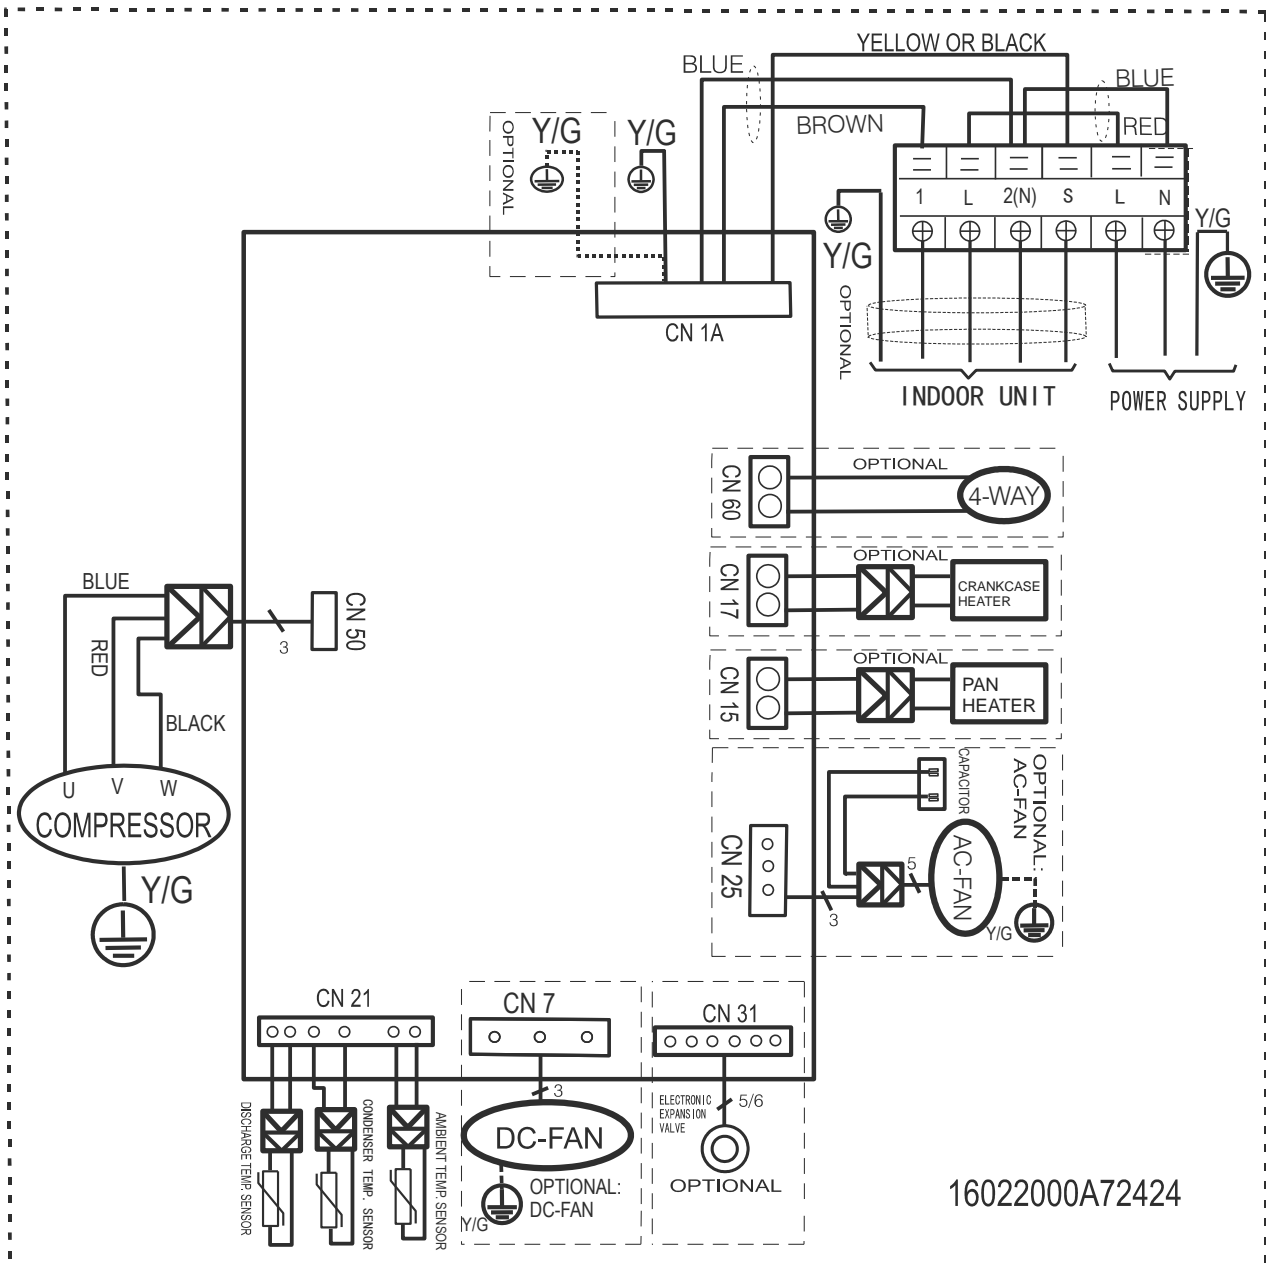 YELLOW OR BLACK
BLUE
BLUE
BROWN
RED
OPTIONAL
Y/G
Y/G
1
L
2(N)
S
L
N
Y/G
Y/G
OPTIONAL
CN 1A
INDOOR UNIT
POWER SUPPLY
CN 60
OPTIONAL
4-WAY
CN 17
OPTIONAL
CRANKCASE
HEATER
CN 15
OPTIONAL
PAN
HEATER
BLUE
RED
BLACK
3
CN 50
U
V
W
COMPRESSOR
Y/G
CAPACITOR
OPTIONAL:
AC-FAN
CN 25
3
5
AC-FAN
Y/G
CN 21
DISCHARGE TEMP. SENSOR
CONDENSER TEMP. SENSOR
AMBIENT TEMP. SENSOR
CN 7
3
DC-FAN
OPTIONAL:
DC-FAN
Y/G
CN 31
ELECTRONIC
EXPANSION
VALVE
5/6
OPTIONAL
16022000A72424